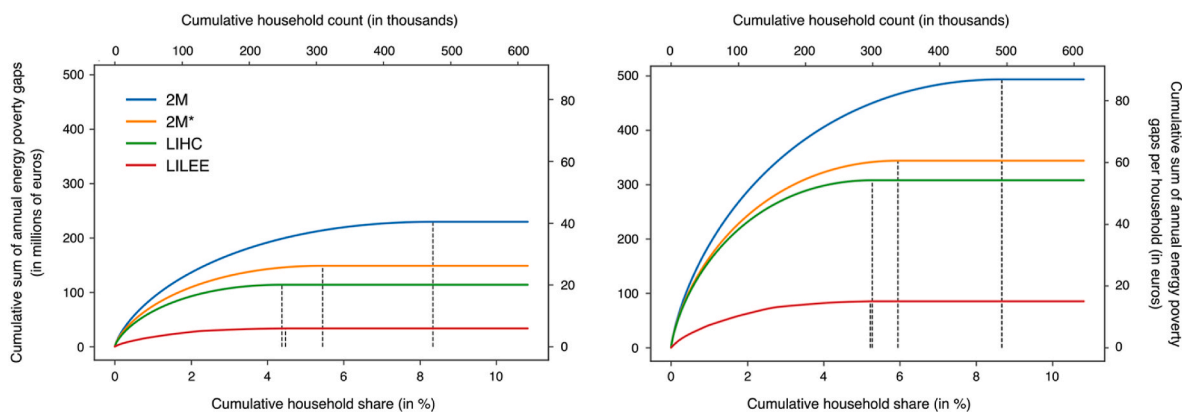 Cumulative household count (in thousands)
0 100 200 300 400 500 600
Cumulative sum of annual energy poverty gaps
(in millions of euros)
500
400
300
200
100
0
2M
2M*
LIHC
LILEE
80
60
40
20
0
0 2 4 6 8 10
Cumulative household share (in %)
Cumulative household count (in thousands)
0 100 200 300 400 500 600
500
400
300
200
100
0
80
60
40
20
0
Cumulative sum of annual energy poverty
gaps per household (in euros)
0 2 4 6 8 10
Cumulative household share (in %)